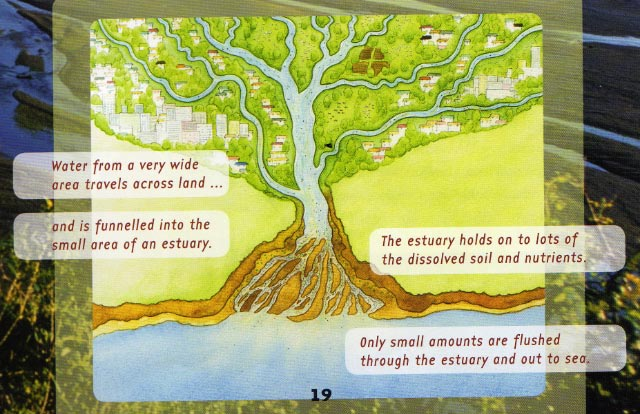 Water from a very wide
area travels across land ...
and is funnelled into the
small area of an estuary.
The estuary holds on to lots of
the dissolved soil and nutrients.
Only small amounts are flushed
through the estuary and out to sea.
19